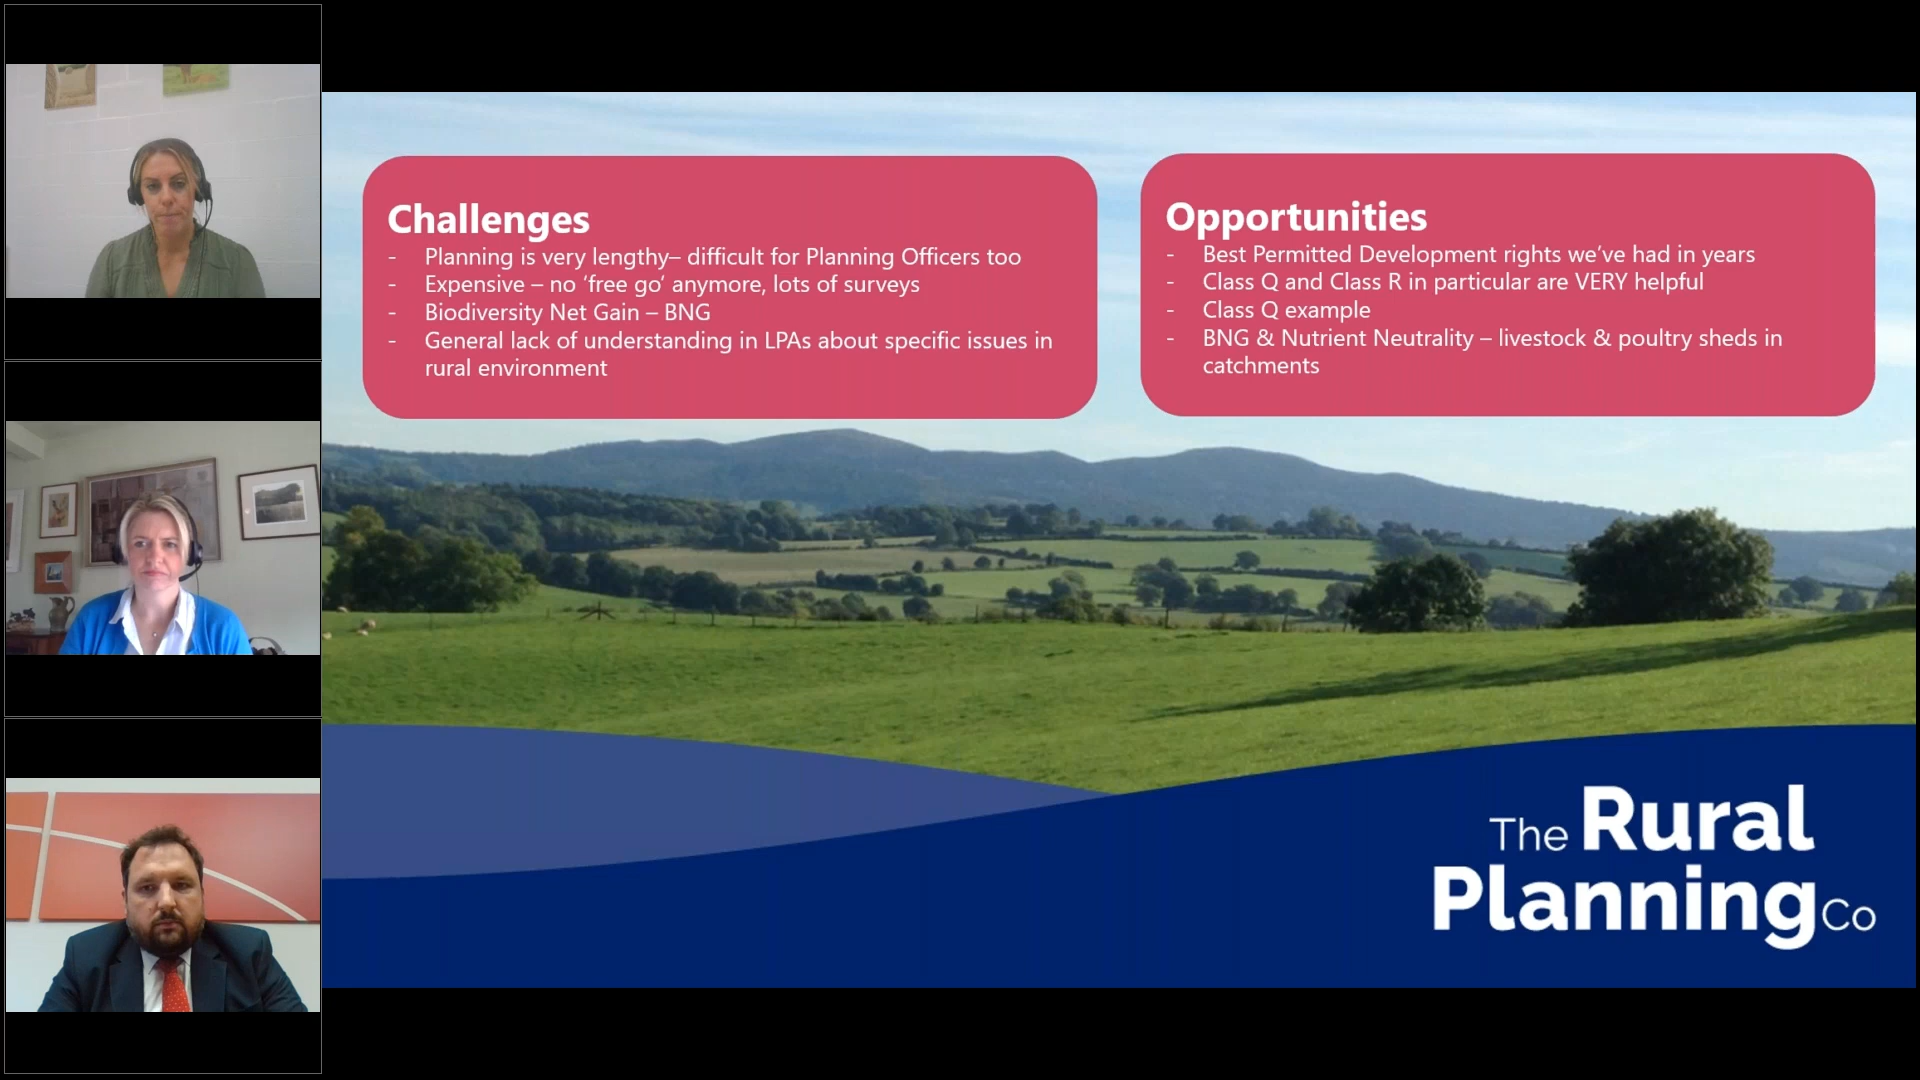 Challenges
- Planning is very lengthy– difficult for Planning Officers too
- Expensive – no ‘free go’ anymore, lots of surveys
- Biodiversity Net Gain – BNG
- General lack of understanding in LPAs about specific issues in
rural environment
Opportunities
- Best Permitted Development rights we’ve had in years
- Class Q and Class R in particular are VERY helpful
- Class Q example
- BNG & Nutrient Neutrality – livestock & poultry sheds in
catchments
The Rural
Planning Co